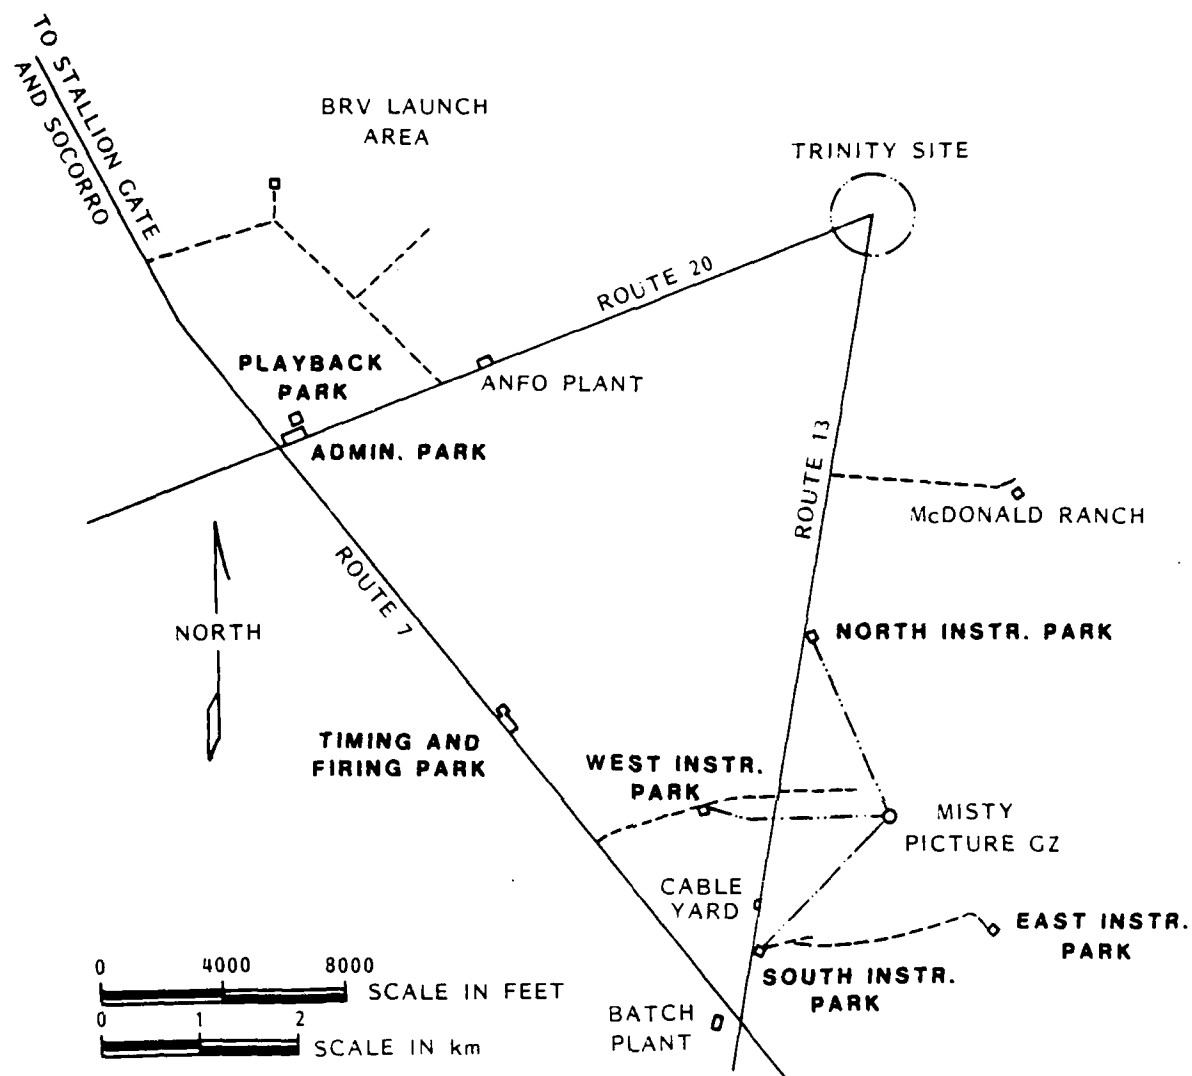 TO STALLION GATE
AND SOCORRO
BRV LAUNCH
AREA
TRINITY SITE
ROUTE 20
PLAYBACK
PARK
ANFO PLANT
ADMIN. PARK
ROUTE 13
McDONALD RANCH
ROUTE 7
NORTH
NORTH INSTR. PARK
TIMING AND
FIRING PARK
WEST INSTR.
PARK
MISTY
PICTURE GZ
CABLE
YARD
EAST INSTR.
PARK
SOUTH INSTR.
PARK
0 4000 8000
SCALE IN FEET
0 1 2
SCALE IN km
BATCH
PLANT